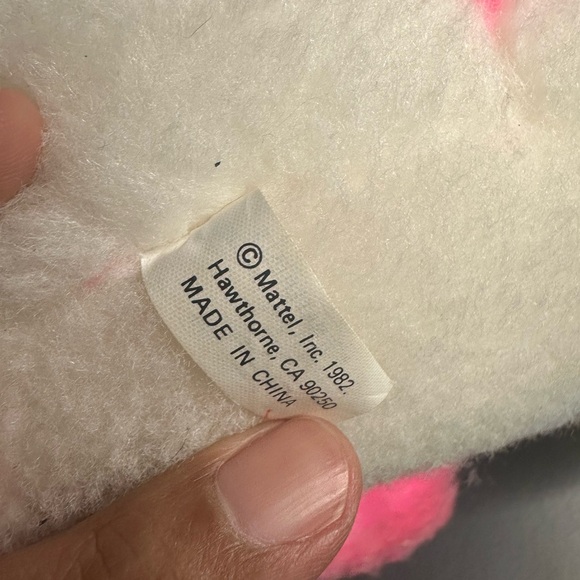 © Mattel, Inc. 1982.
Hawthorne, CA 90250
MADE IN CHINA